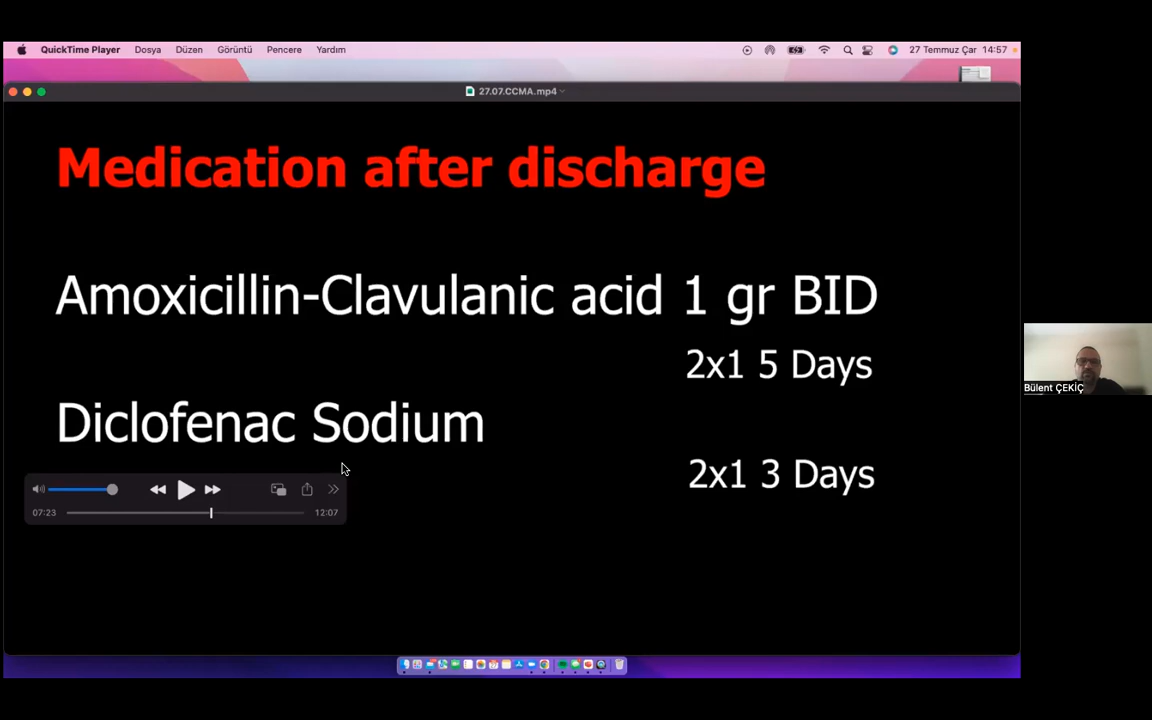 QuickTime Player Dosya Düzen Görüntü Pencere Yardım 27 Temmuz Çar 14:57
27.07.CCMA.mp4
Medication after discharge
Amoxicillin-Clavulanic acid 1 gr BID
2x1 5 Days
Diclofenac Sodium
2x1 3 Days
07:23 12:07
Bülent ÇEKİÇ